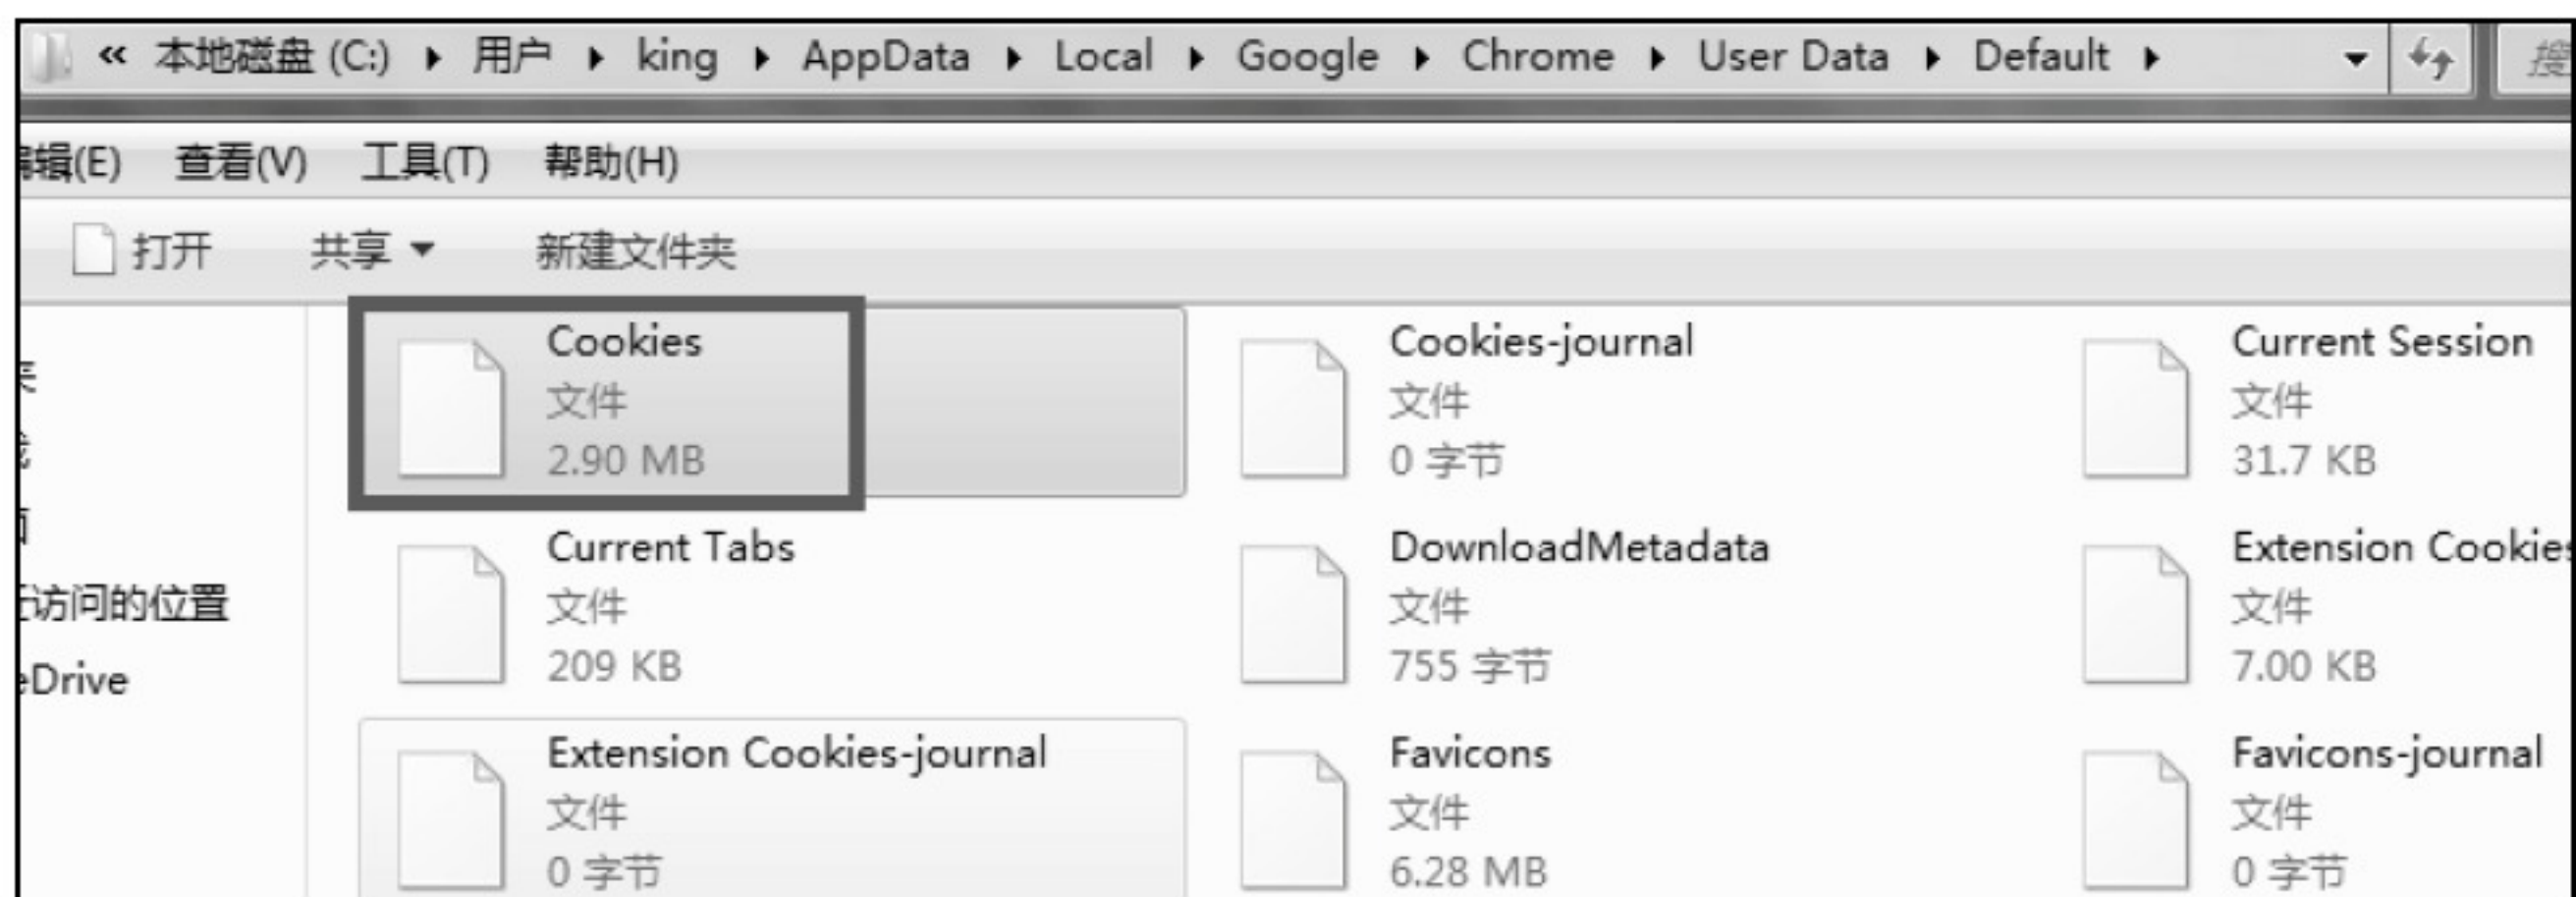 « 本地磁盘 (C:) ▸ 用户 ▸ king ▸ AppData ▸ Local ▸ Google ▸ Chrome ▸ User Data ▸ Default ▸ 搜
编辑(E) 查看(V) 工具(T) 帮助(H)
打开 共享 新建文件夹
Cookies
文件
2.90 MB
Cookies-journal
文件
0 字节
Current Session
文件
31.7 KB
Current Tabs
文件
209 KB
DownloadMetadata
文件
755 字节
Extension Cookies
文件
7.00 KB
访问的位置
eDrive
Extension Cookies-journal
文件
0 字节
Favicons
文件
6.28 MB
Favicons-journal
文件
0 字节